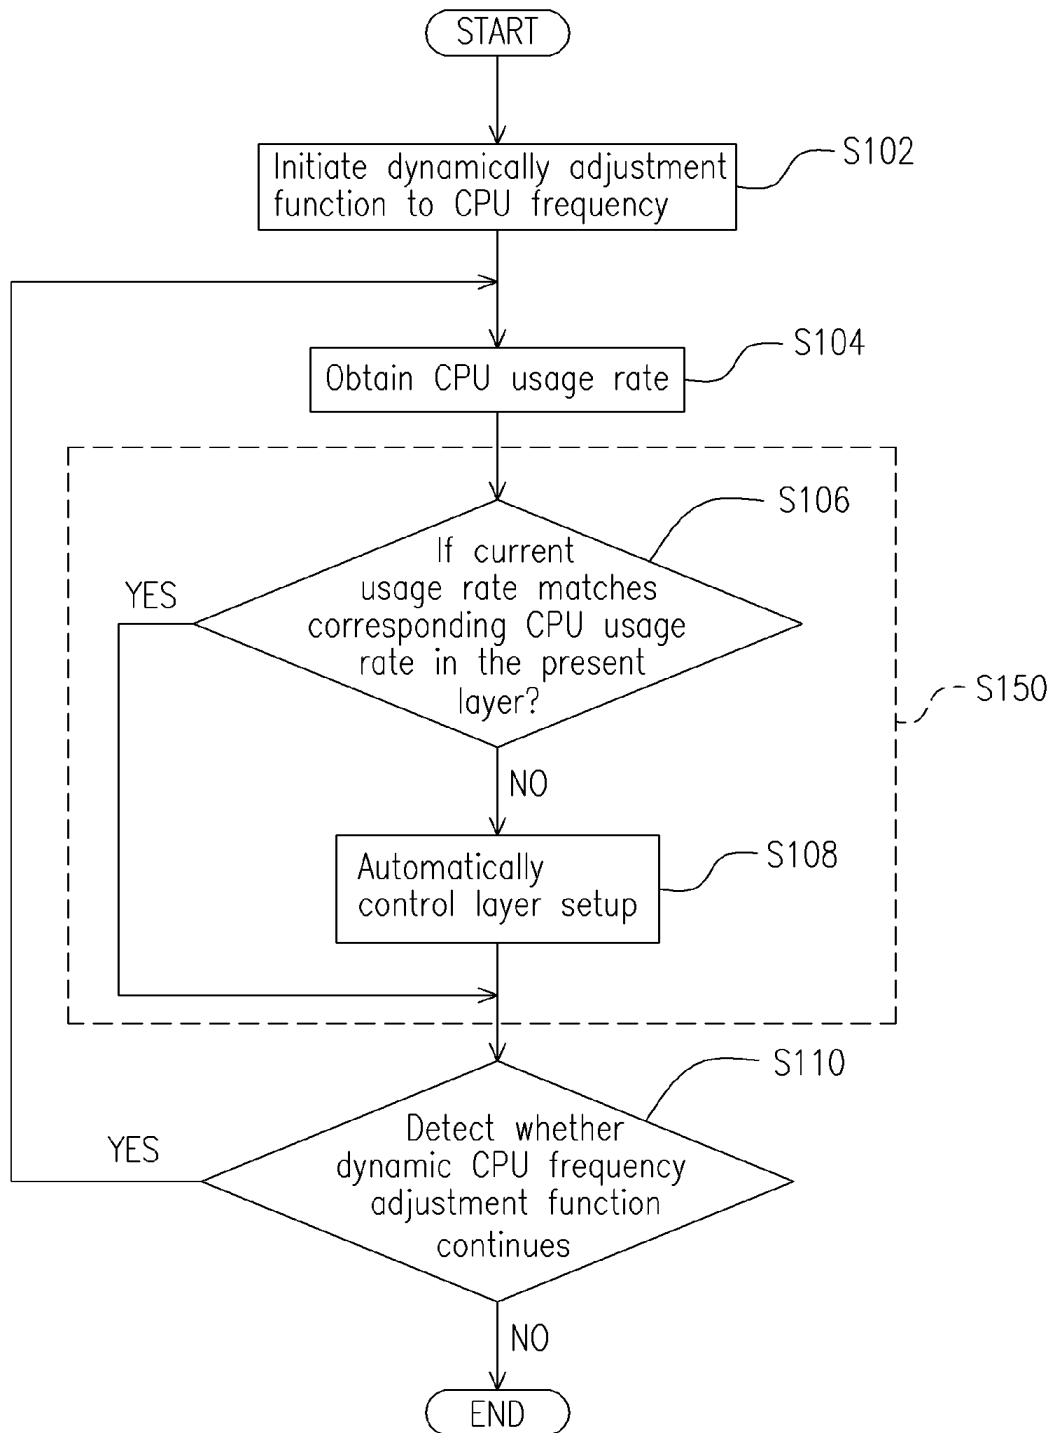 START
Initiate dynamically adjustment
function to CPU frequency
S102
Obtain CPU usage rate
S104
If current
usage rate matches
corresponding CPU usage
rate in the present
layer?
S106
YES
S150
NO
Automatically
control layer setup
S108
Detect whether
dynamic CPU frequency
adjustment function
continues
S110
YES
NO
END